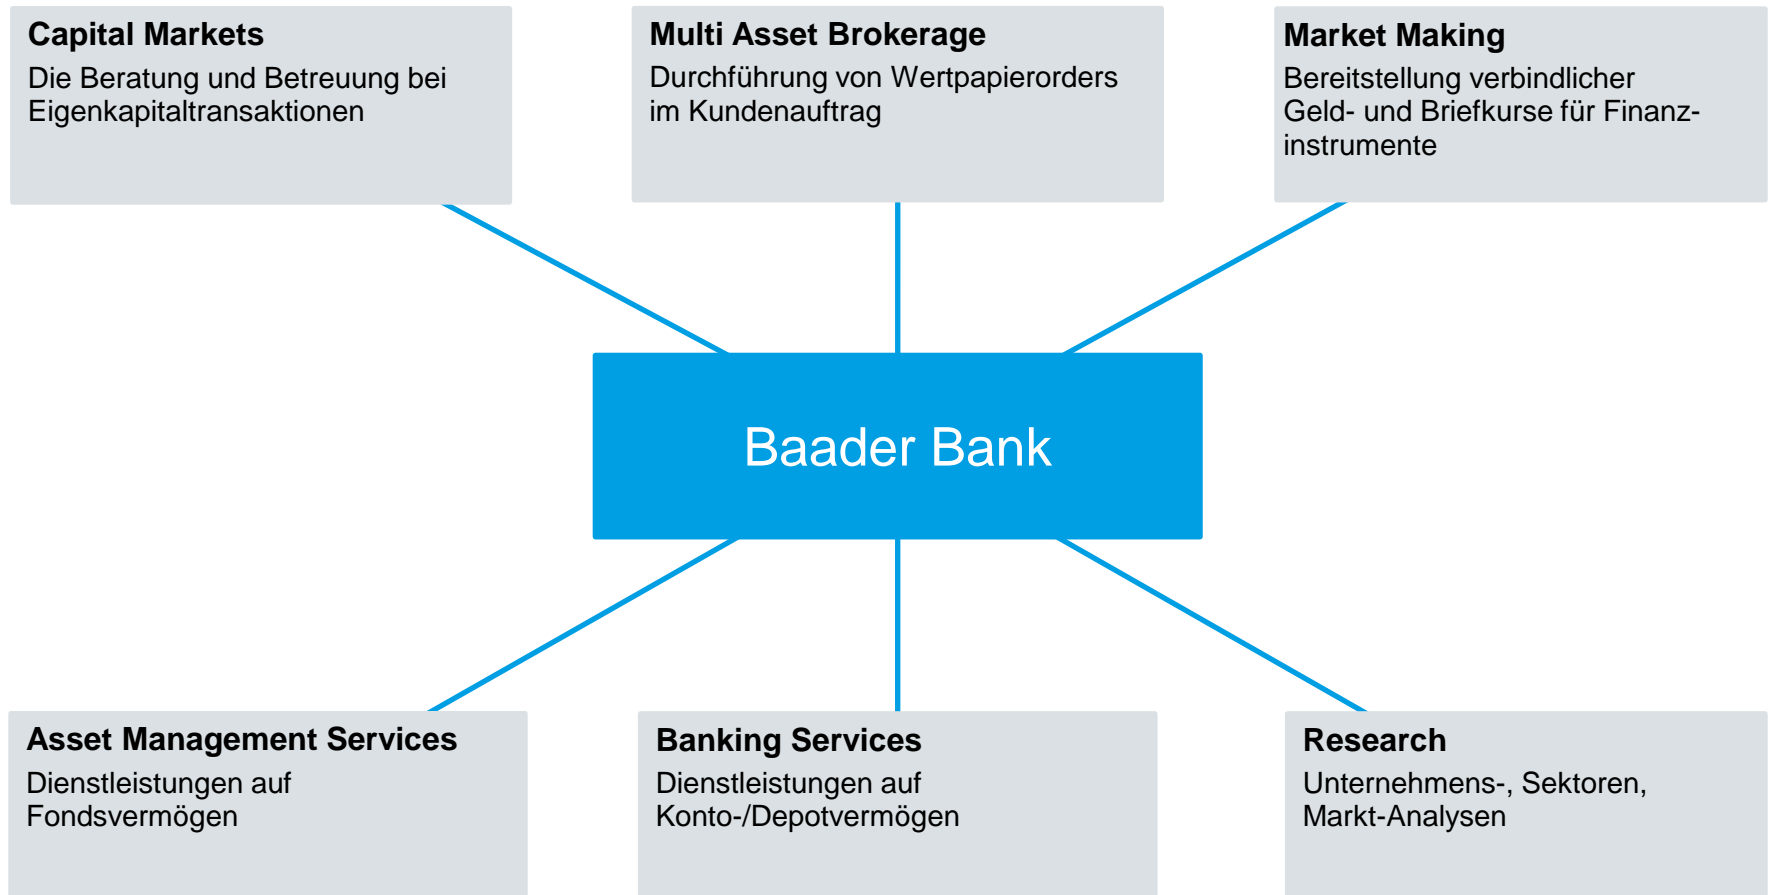 Capital Markets
Die Beratung und Betreuung bei
Eigenkapitaltransaktionen
Multi Asset Brokerage
Durchführung von Wertpapierorders
im Kundenauftrag
Market Making
Bereitstellung verbindlicher
Geld- und Briefkurse für Finanz-
instrumente
Baader Bank
Asset Management Services
Dienstleistungen auf
Fondsvermögen
Banking Services
Dienstleistungen auf
Konto-/Depotvermögen
Research
Unternehmens-, Sektoren,
Markt-Analysen